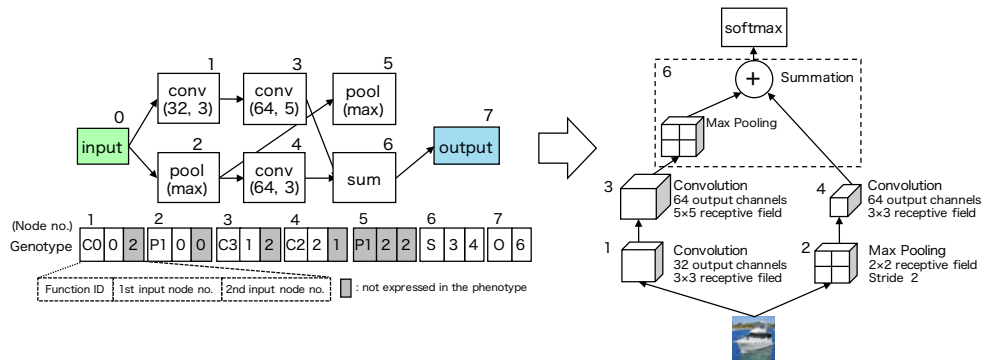 0
input
1
conv
(32, 3)
2
pool
(max)
3
conv
(64, 5)
4
conv
(64, 3)
5
pool
(max)
6
sum
7
output
(Node no.)
1 2 3 4 5 6 7
Genotype C0 0 2 P1 0 0 C3 1 2 C2 2 1 P1 2 2 S 3 4 O 6
Function ID 1st input node no. 2nd input node no. : not expressed in the phenotype
softmax
6
+
Summation
Max Pooling
3
Convolution
64 output channels
5×5 receptive field
4
Convolution
64 output channels
3×3 receptive field
1
Convolution
32 output channels
3×3 receptive filed
2
Max Pooling
2×2 receptive field
Stride 2